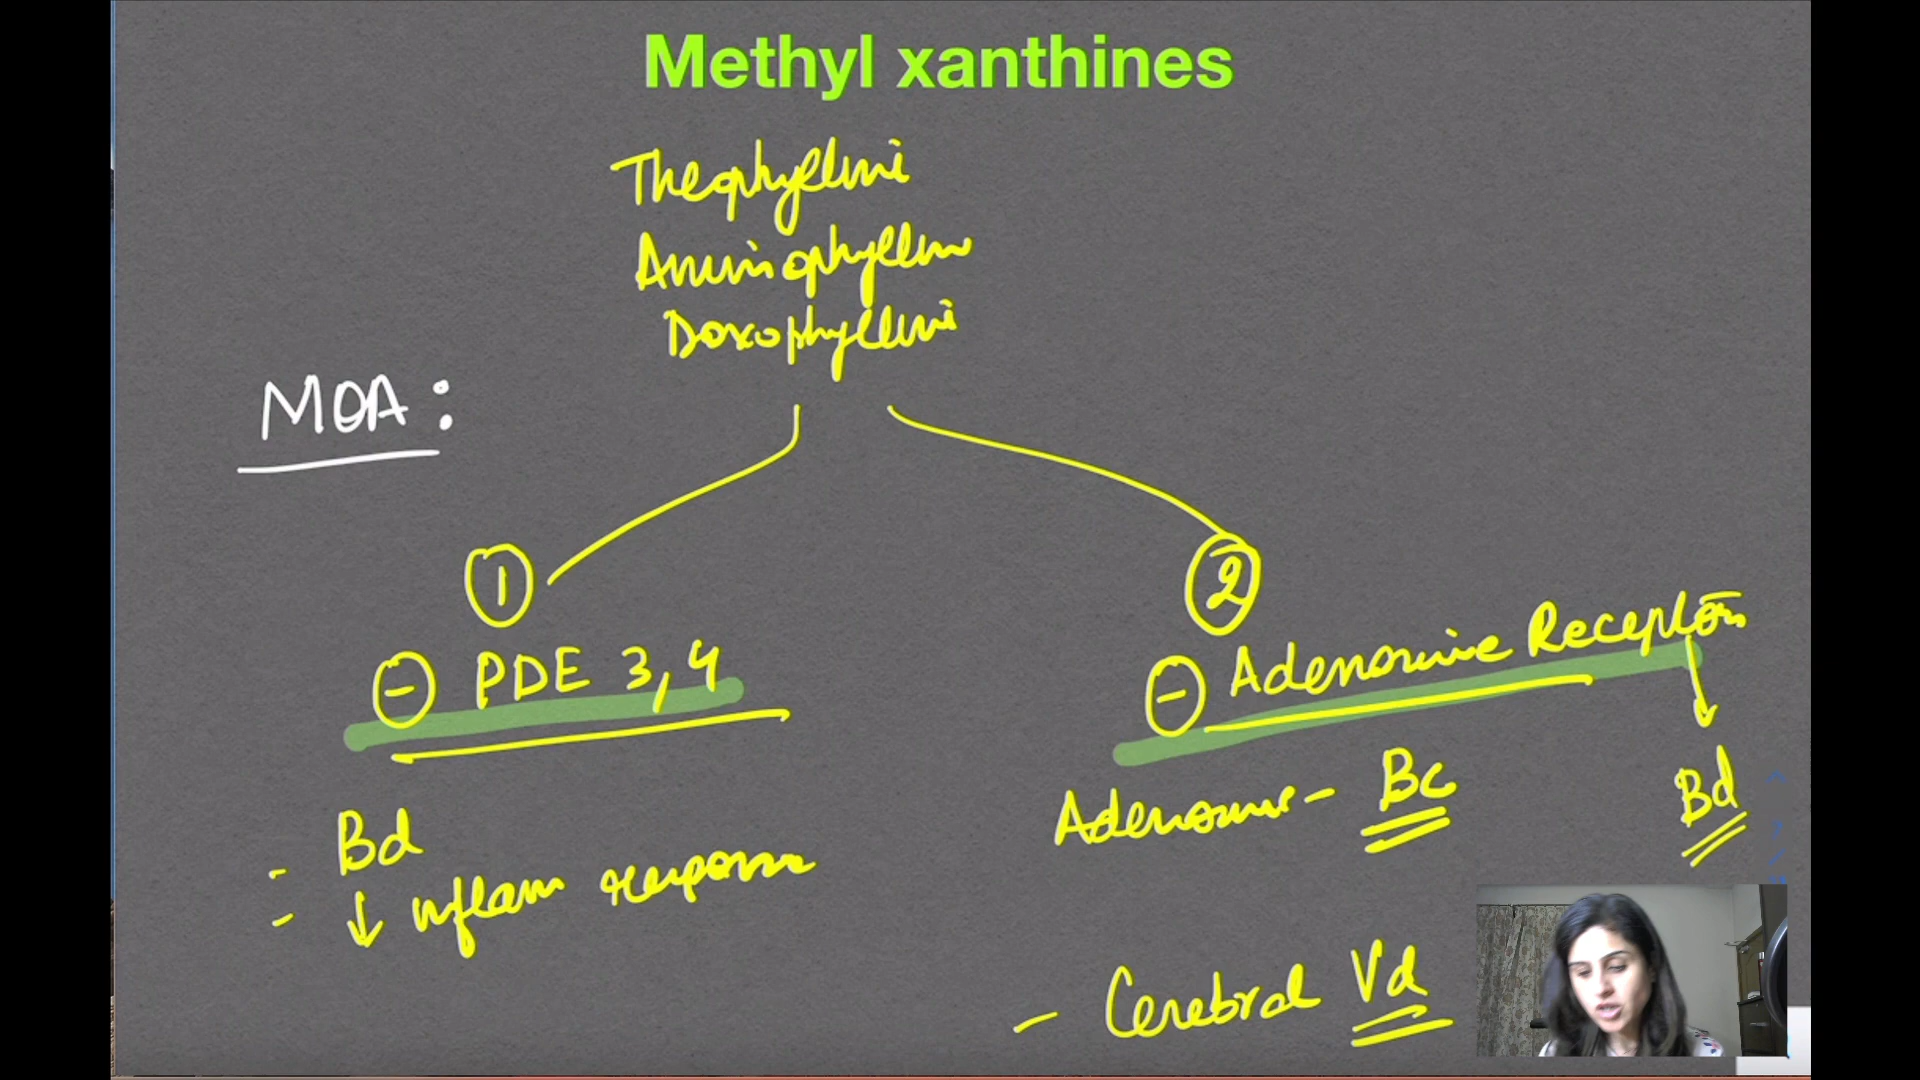 Methyl xanthines
Theophylline
Aminophylline
Doxophylline
MOA:
1
2
- PDE 3,4
- Adenosine Receptors
Adenosine - Bc
Bd
- Bd
- ↓ inflam response
- Cerebral Vd